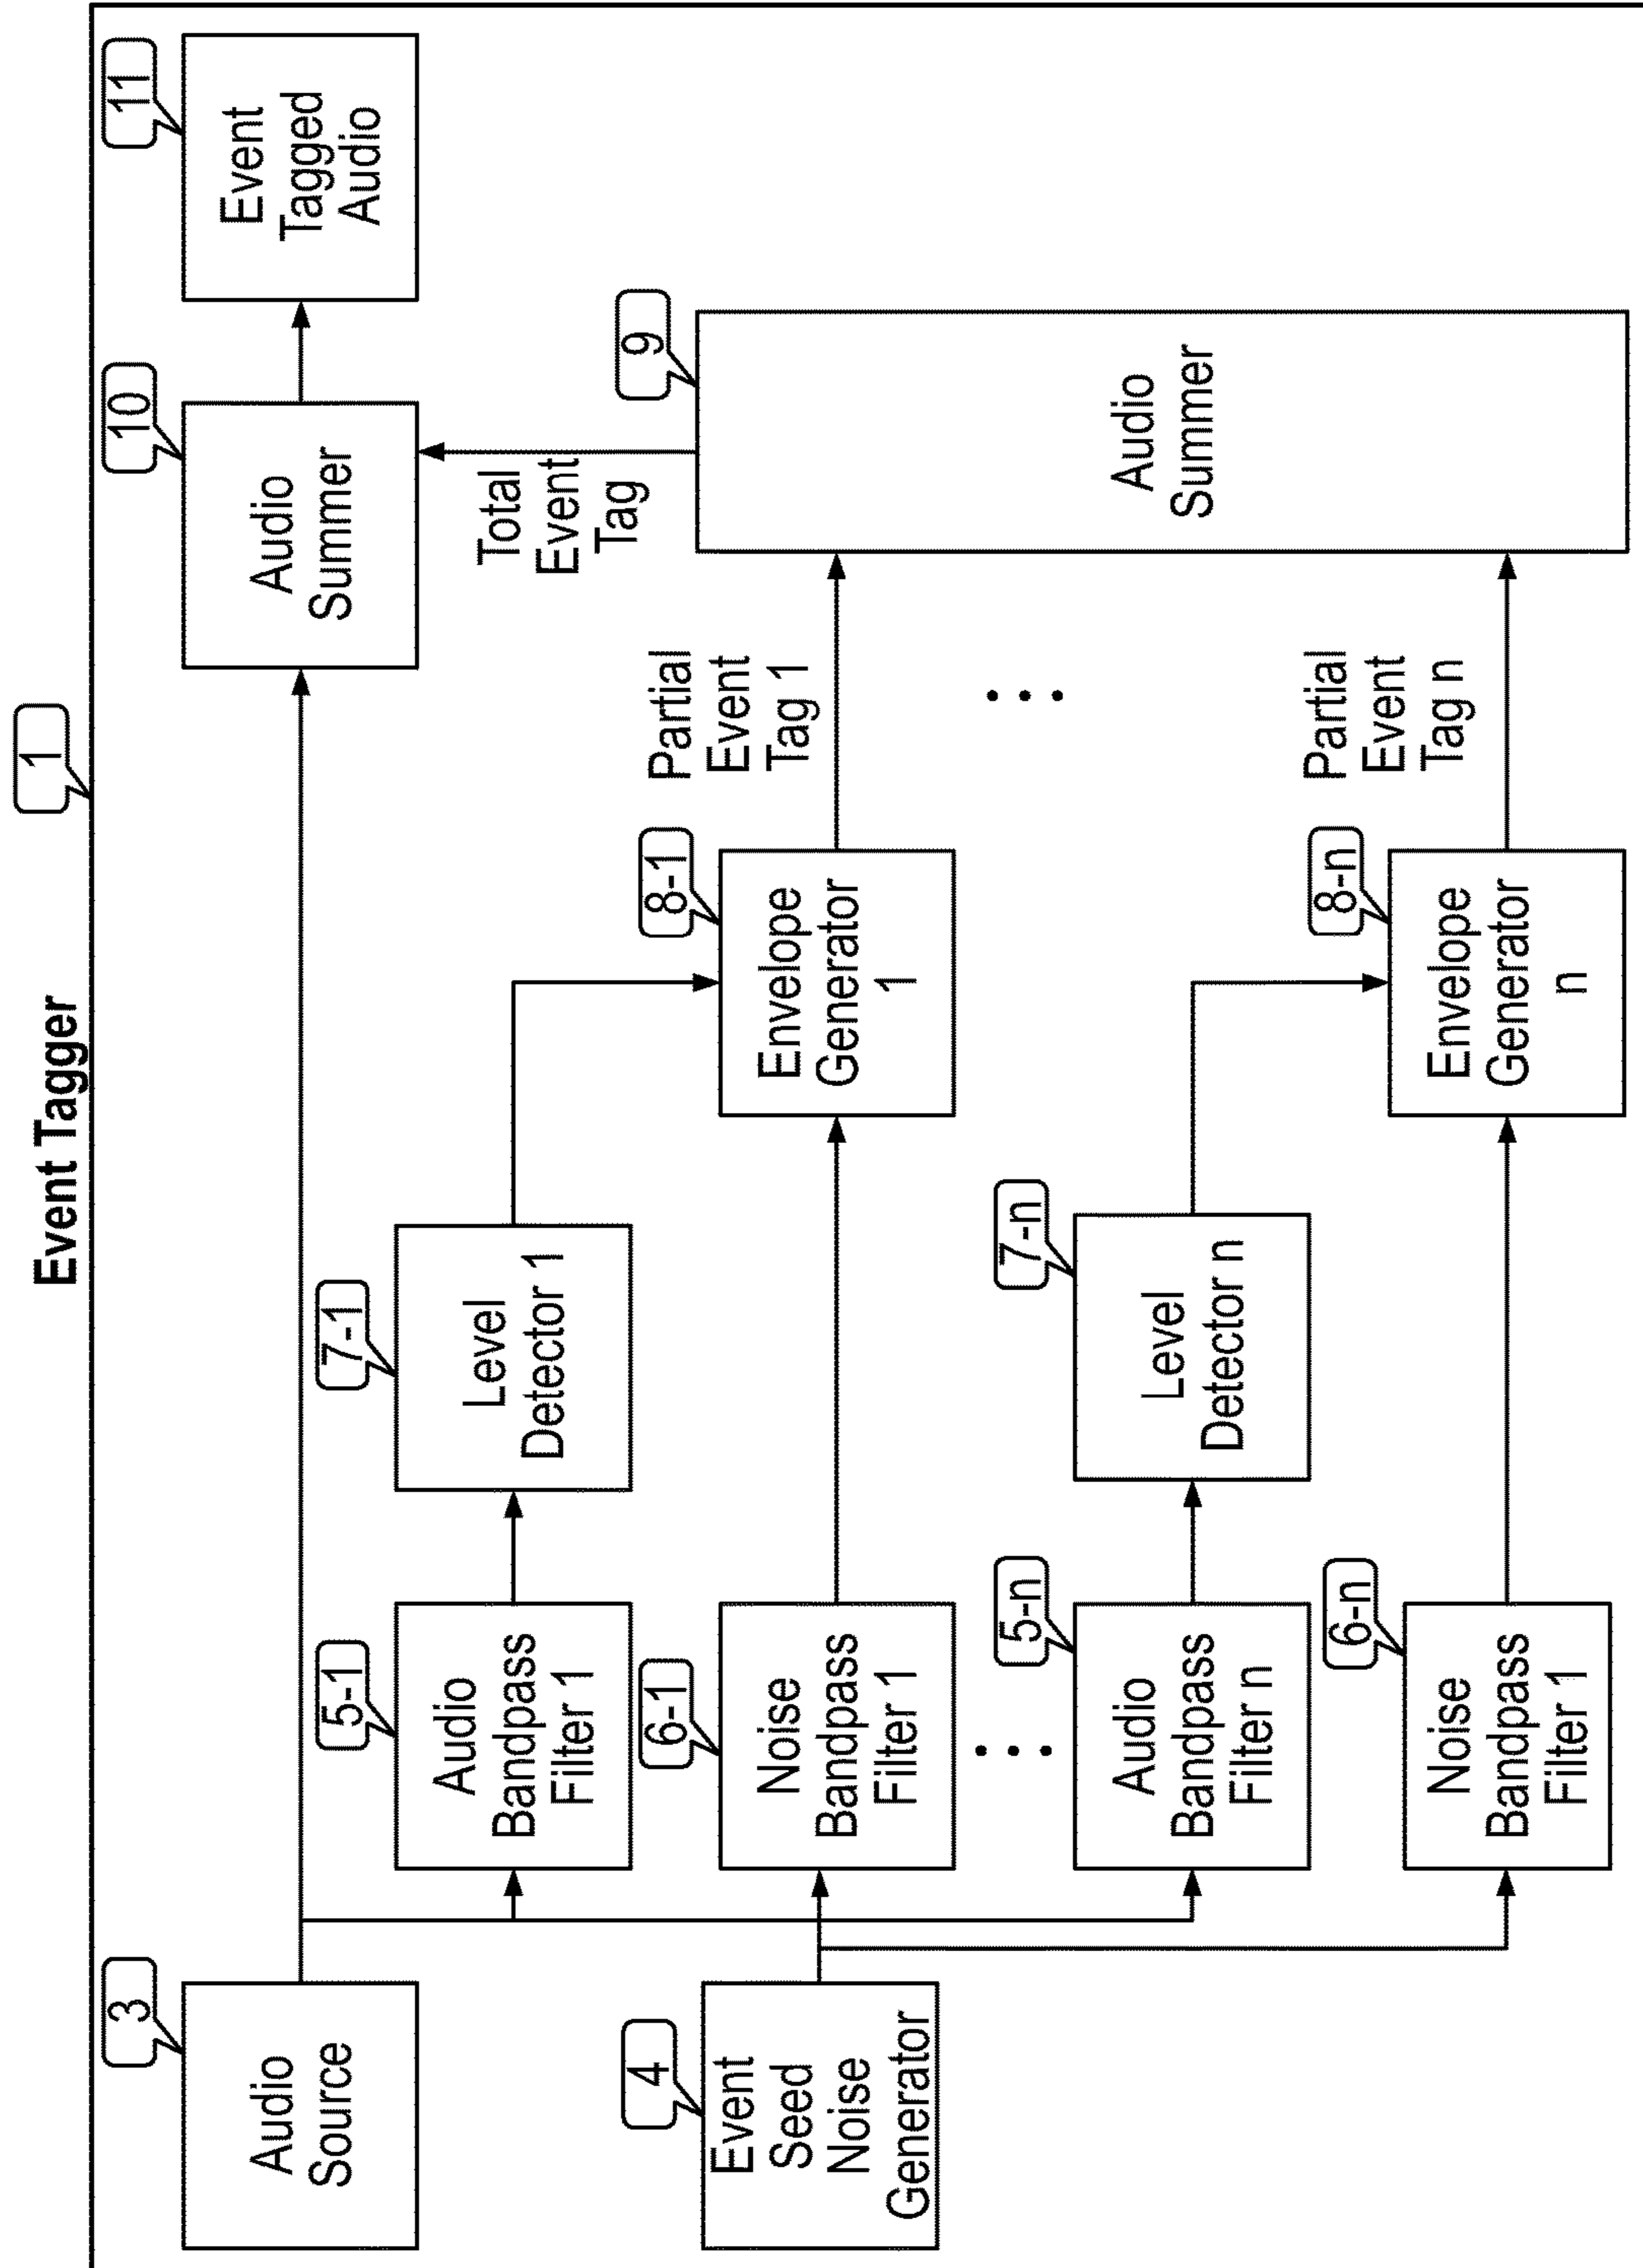 Event Tagger
1
3
Audio
Source
10
Audio
Summer
11
Event
Tagged
Audio
5-1
Audio
Bandpass
Filter 1
7-1
Level
Detector 1
Total
Event
Tag
4
Event
Seed
Noise
Generator
6-1
Noise
Bandpass
Filter 1
8-1
Envelope
Generator
1
Partial
Event
Tag 1
9
Audio
Summer
...
...
5-n
Audio
Bandpass
Filter n
7-n
Level
Detector n
6-n
Noise
Bandpass
Filter 1
8-n
Envelope
Generator
n
Partial
Event
Tag n